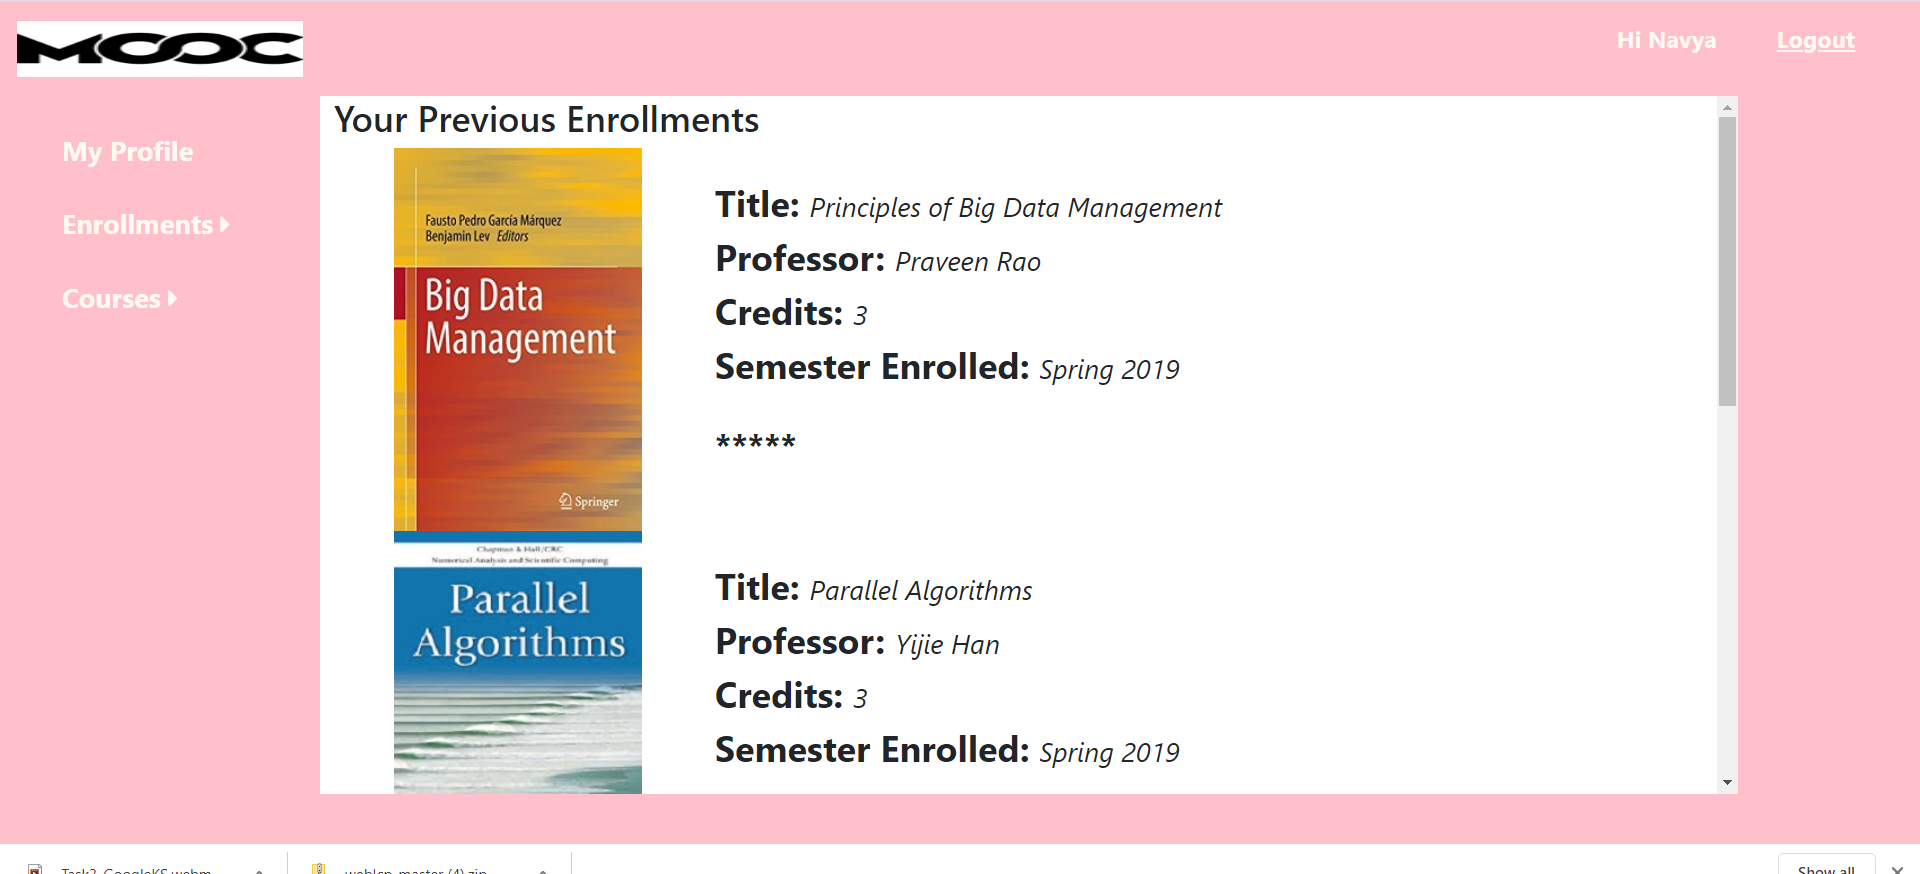 MOOC
Hi Navya
Logout
My Profile
Enrollments
Courses
Your Previous Enrollments
Fausto Pedro García Márquez
Benjamin Lev Editors
Big Data
Management
Springer
Title: Principles of Big Data Management
Professor: Praveen Rao
Credits: 3
Semester Enrolled: Spring 2019
*****
Chapman & Hall/CRC
Numerical Analysis and Scientific Computing
Parallel
Algorithms
Title: Parallel Algorithms
Professor: Yijie Han
Credits: 3
Semester Enrolled: Spring 2019
Show all